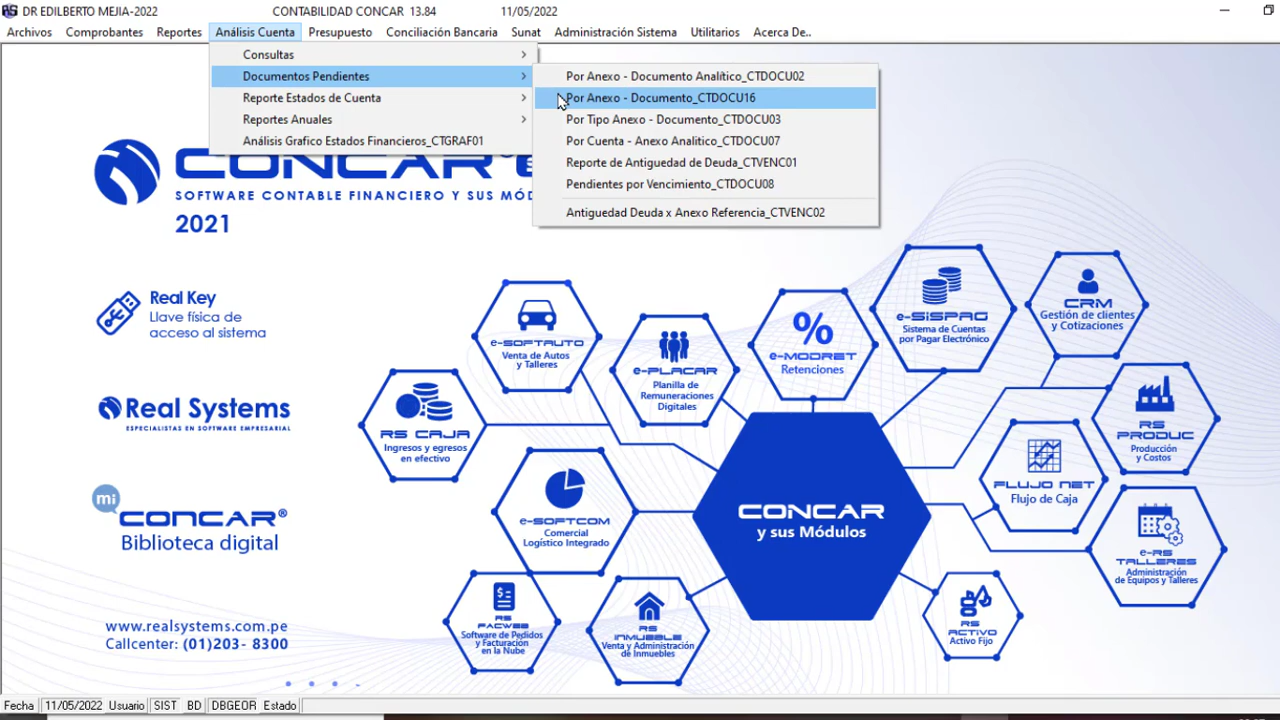 DR EDILBERTO MEJIA-2022 CONTABILIDAD CONCAR 13.84 11/05/2022
Archivos Comprobantes Reportes Análisis Cuenta Presupuesto Conciliación Bancaria Sunat Administración Sistema Utilitarios Acerca De..
Consultas
Documentos Pendientes
Reporte Estados de Cuenta
Reportes Anuales
Análisis Grafico Estados Financieros_CTGRAF01
Por Anexo - Documento Analítico_CTDOCU02
Por Anexo - Documento_CTDOCU16
Por Tipo Anexo - Documento_CTDOCU03
Por Cuenta - Anexo Analitico_CTDOCU07
Reporte de Antiguedad de Deuda_CTVENC01
Pendientes por Vencimiento_CTDOCU08
Antiguedad Deuda x Anexo Referencia_CTVENC02
CONCAR
SOFTWARE CONTABLE FINANCIERO Y SUS MÓD
2021
Real Key
Llave física de
acceso al sistema
Real Systems
ESPECIALISTAS EN SOFTWARE EMPRESARIAL
mi
CONCAR®
Biblioteca digital
www.realsystems.com.pe
Callcenter: (01)203- 8300
e-SOFTAUTO
Venta de Autos
y Talleres
e-PLACAR
Planilla de
Remuneraciones
Digitales
%
e-MODRET
Retenciones
e-SISPAG
Sistema de Cuentas
por Pagar Electrónico
CRM
Gestión de clientes
y Cotizaciones
RS CAJA
Ingresos y egresos
en efectivo
RS
PRODUC
Producción
y Costos
FLUJO NET
Flujo de Caja
e-SOFTCOM
Comercial
Logístico Integrado
CONCAR
y sus Módulos
e-RS
TALLERES
Administración
de Equipos y Talleres
RS
FACWEB
Software de Pedidos
y Facturación
en la Nube
RS
INMUEBLE
Venta y Administración
de Inmuebles
RS
ACTIVO
Activo Fijo
Fecha 11/05/2022 Usuario SIST BD DBGEOR Estado